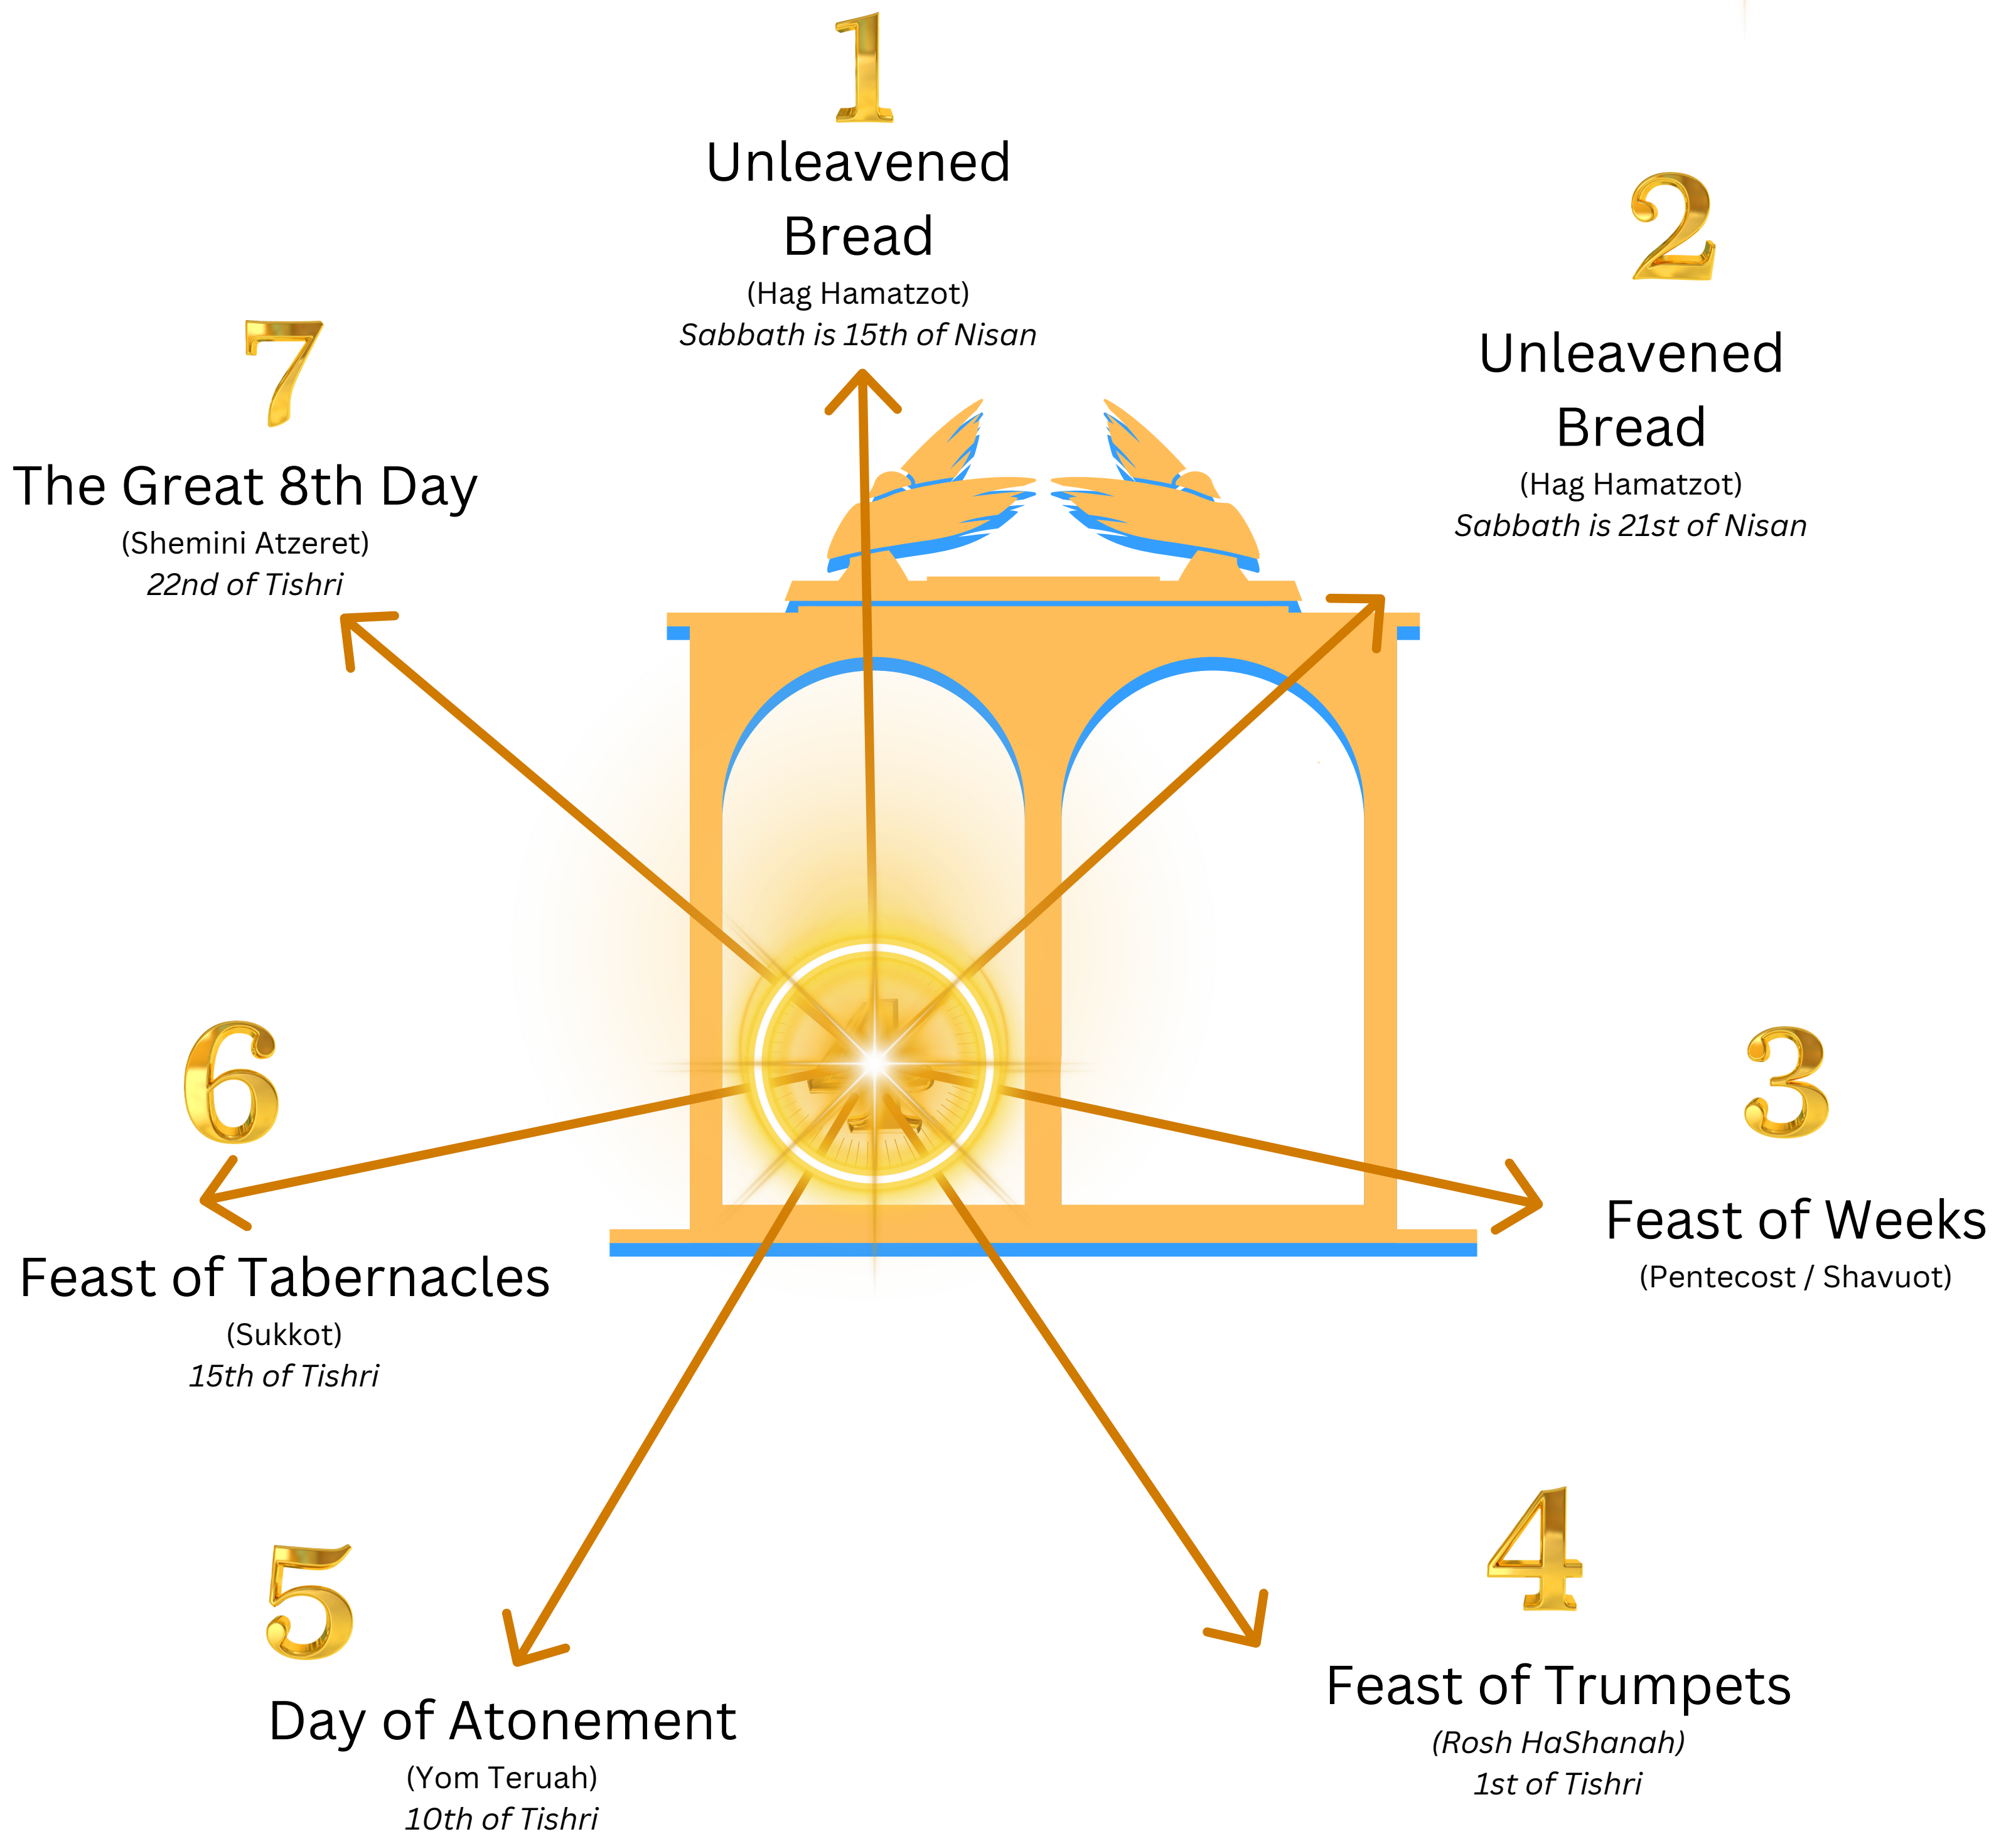 1
Unleavened
Bread
(Hag Hamatzot)
Sabbath is 15th of Nisan
2
Unleavened
Bread
(Hag Hamatzot)
Sabbath is 21st of Nisan
3
Feast of Weeks
(Pentecost / Shavuot)
4
Feast of Trumpets
(Rosh HaShanah)
1st of Tishri
5
Day of Atonement
(Yom Teruah)
10th of Tishri
6
Feast of Tabernacles
(Sukkot)
15th of Tishri
7
The Great 8th Day
(Shemini Atzeret)
22nd of Tishri
4